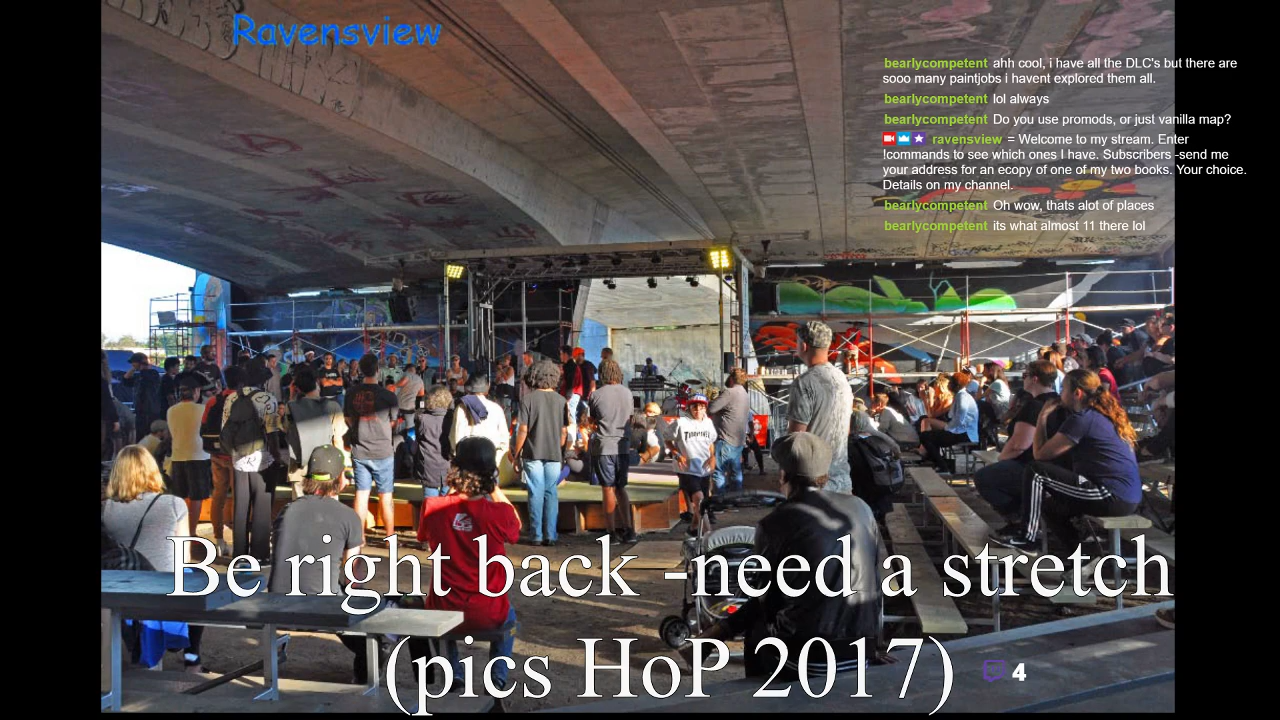 Ravensview
bearlycompetent ahh cool, i have all the DLC's but there are
sooo many paintjobs i havent explored them all.
bearlycompetent lol always
bearlycompetent Do you use promods, or just vanilla map?
ravensview = Welcome to my stream. Enter
!commands to see which ones I have. Subscribers -send me
your address for an ecopy of one of my two books. Your choice.
Details on my channel.
bearlycompetent Oh wow, thats alot of places
bearlycompetent its what almost 11 there lol
Be right back -need a stretch
(pics HoP 2017)
4